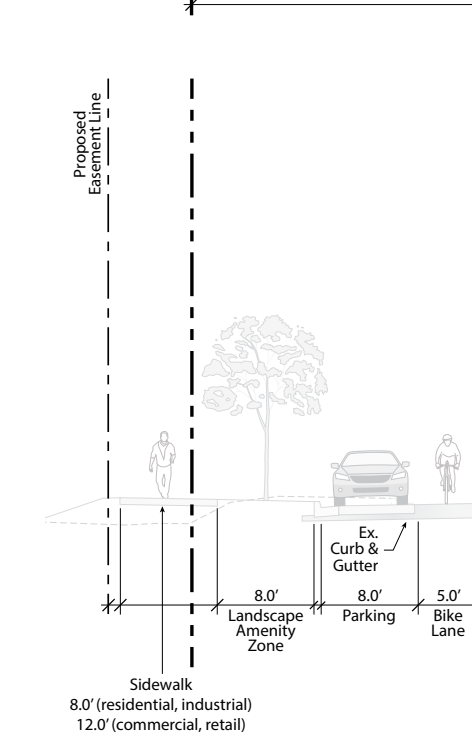 Proposed
Easement Line
Ex.
Curb &
Gutter
8.0’
Landscape
Amenity
Zone
8.0’
Parking
5.0’
Bike
Lane
Sidewalk
8.0’ (residential, industrial)
12.0’ (commercial, retail)